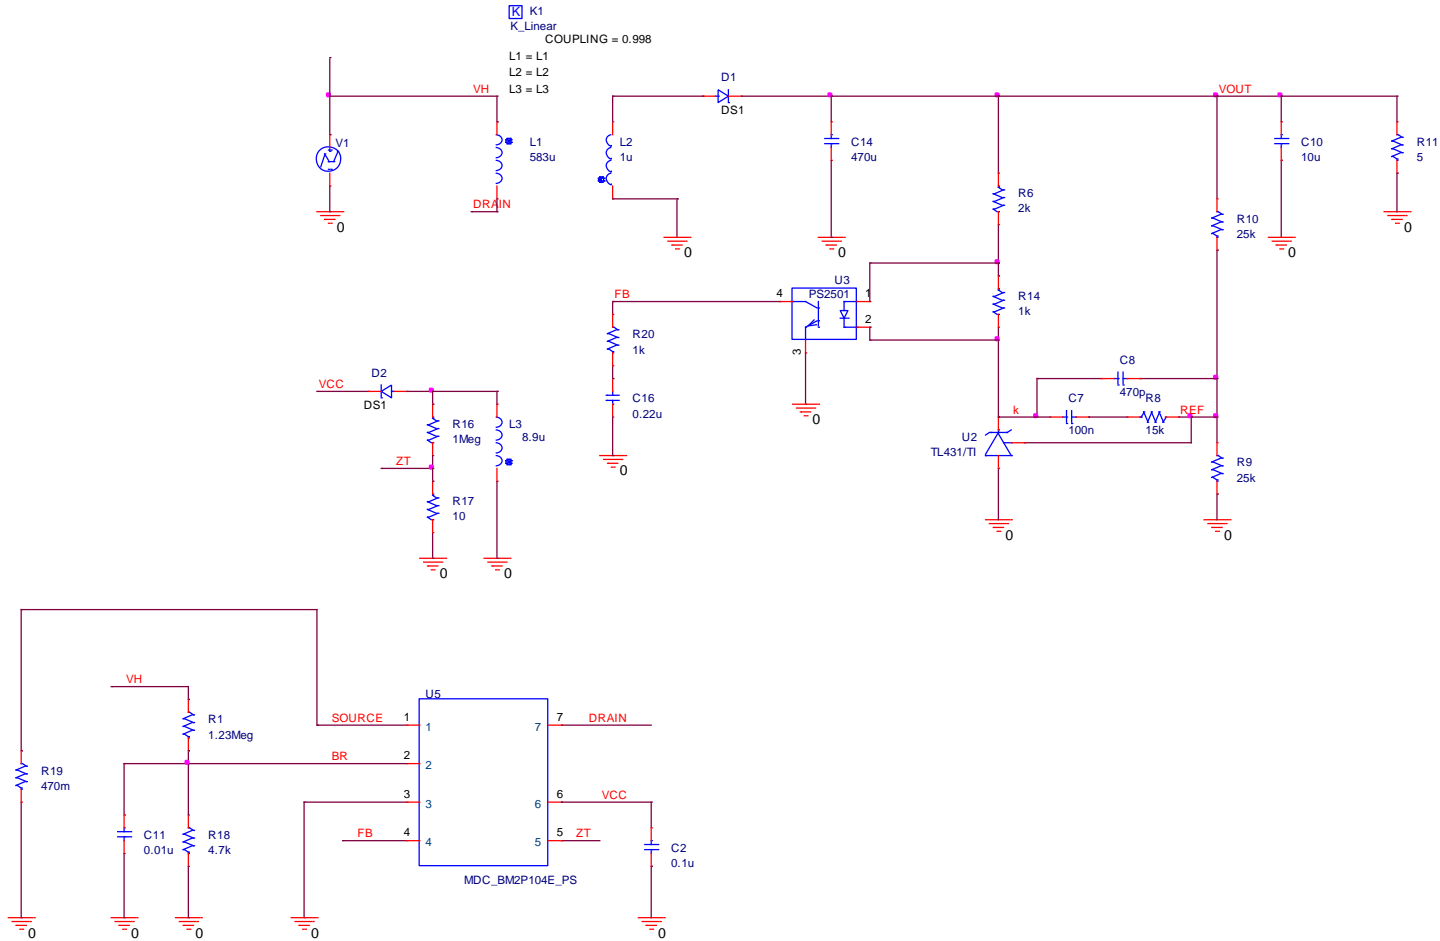 K K1
K_Linear
COUPLING = 0.998
L1 = L1
L2 = L2
L3 = L3
VH
V1
0
L1
583u
DRAIN
L2
1u
0
D1
DS1
C14
470u
0
R6
2k
VOUT
R10
25k
C10
10u
0
R11
5
0
U3
PS2501
4
1
2
3
0
R14
1k
FB
R20
1k
C16
0.22u
0
C8
470p
k
C7
100n
R8
15k
REF
U2
TL431/TI
0
R9
25k
0
VCC
D2
DS1
R16
1Meg
L3
8.9u
ZT
R17
10
0
0
VH
R1
1.23Meg
SOURCE
BR
R19
470m
0
C11
0.01u
0
R18
4.7k
0
0
FB
U5
1 1
2 2
3 3
4 4
7 7
6 6
5 5
DRAIN
VCC
ZT
C2
0.1u
0
MDC_BM2P104E_PS